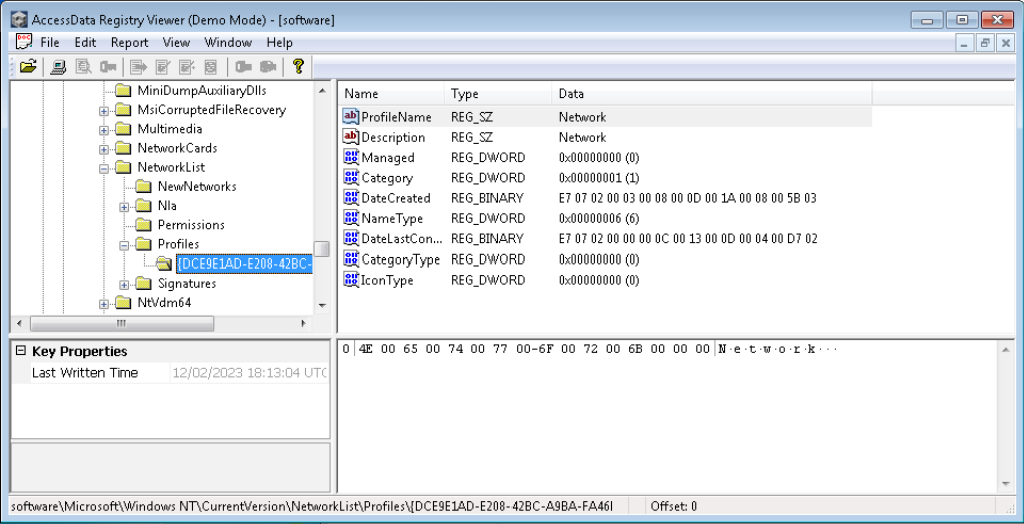 AccessData Registry Viewer (Demo Mode) - [software]
File Edit Report View Window Help
MiniDumpAuxiliaryDlls
MsiCorruptedFileRecovery
Multimedia
NetworkCards
NetworkList
NewNetworks
Nla
Permissions
Profiles
{DCE9E1AD-E208-42BC-
Signatures
NtVdm64
Name Type Data
ProfileName REG_SZ Network
Description REG_SZ Network
Managed REG_DWORD 0x00000000 (0)
Category REG_DWORD 0x00000001 (1)
DateCreated REG_BINARY E7 07 02 00 03 00 08 00 0D 00 1A 00 08 00 5B 03
NameType REG_DWORD 0x00000006 (6)
DateLastCon... REG_BINARY E7 07 02 00 00 00 0C 00 13 00 0D 00 04 00 D7 02
CategoryType REG_DWORD 0x00000000 (0)
IconType REG_DWORD 0x00000000 (0)
Key Properties
Last Written Time 12/02/2023 18:13:04 UTC
0 4E 00 65 00 74 00 77 00-6F 00 72 00 6B 00 00 00 N·e·t·w·o·r·k···
software\Microsoft\Windows NT\CurrentVersion\NetworkList\Profiles\{DCE9E1AD-E208-42BC-A9BA-FA46I Offset: 0